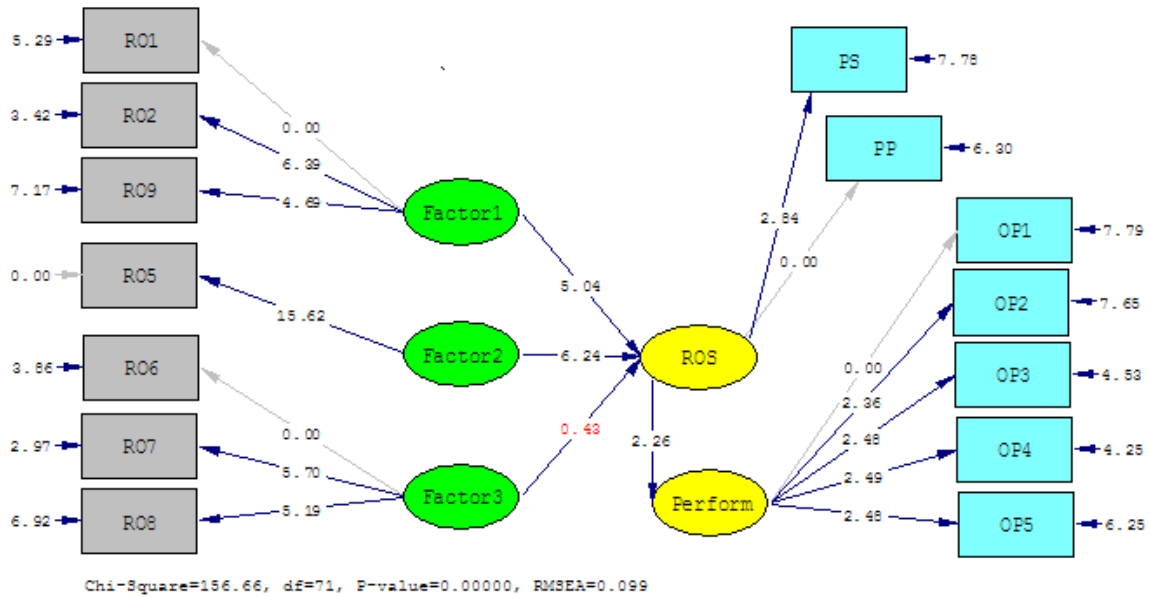 5.29 RO1
3.42 RO2
7.17 RO9
0.00 RO5
3.86 RO6
2.97 RO7
6.92 RO8
0.00
6.39
4.69
15.62
0.00
5.70
5.19
Factor1
Factor2
Factor3
5.04
6.24
0.43
ROS
2.26
Perform
2.84
0.00
0.00
2.36
2.48
2.49
2.48
PS 7.78
PP 6.30
OP1 7.79
OP2 7.65
OP3 4.53
OP4 4.25
OP5 6.25
Chi-Square=156.66, df=71, P-value=0.00000, RMSEA=0.099